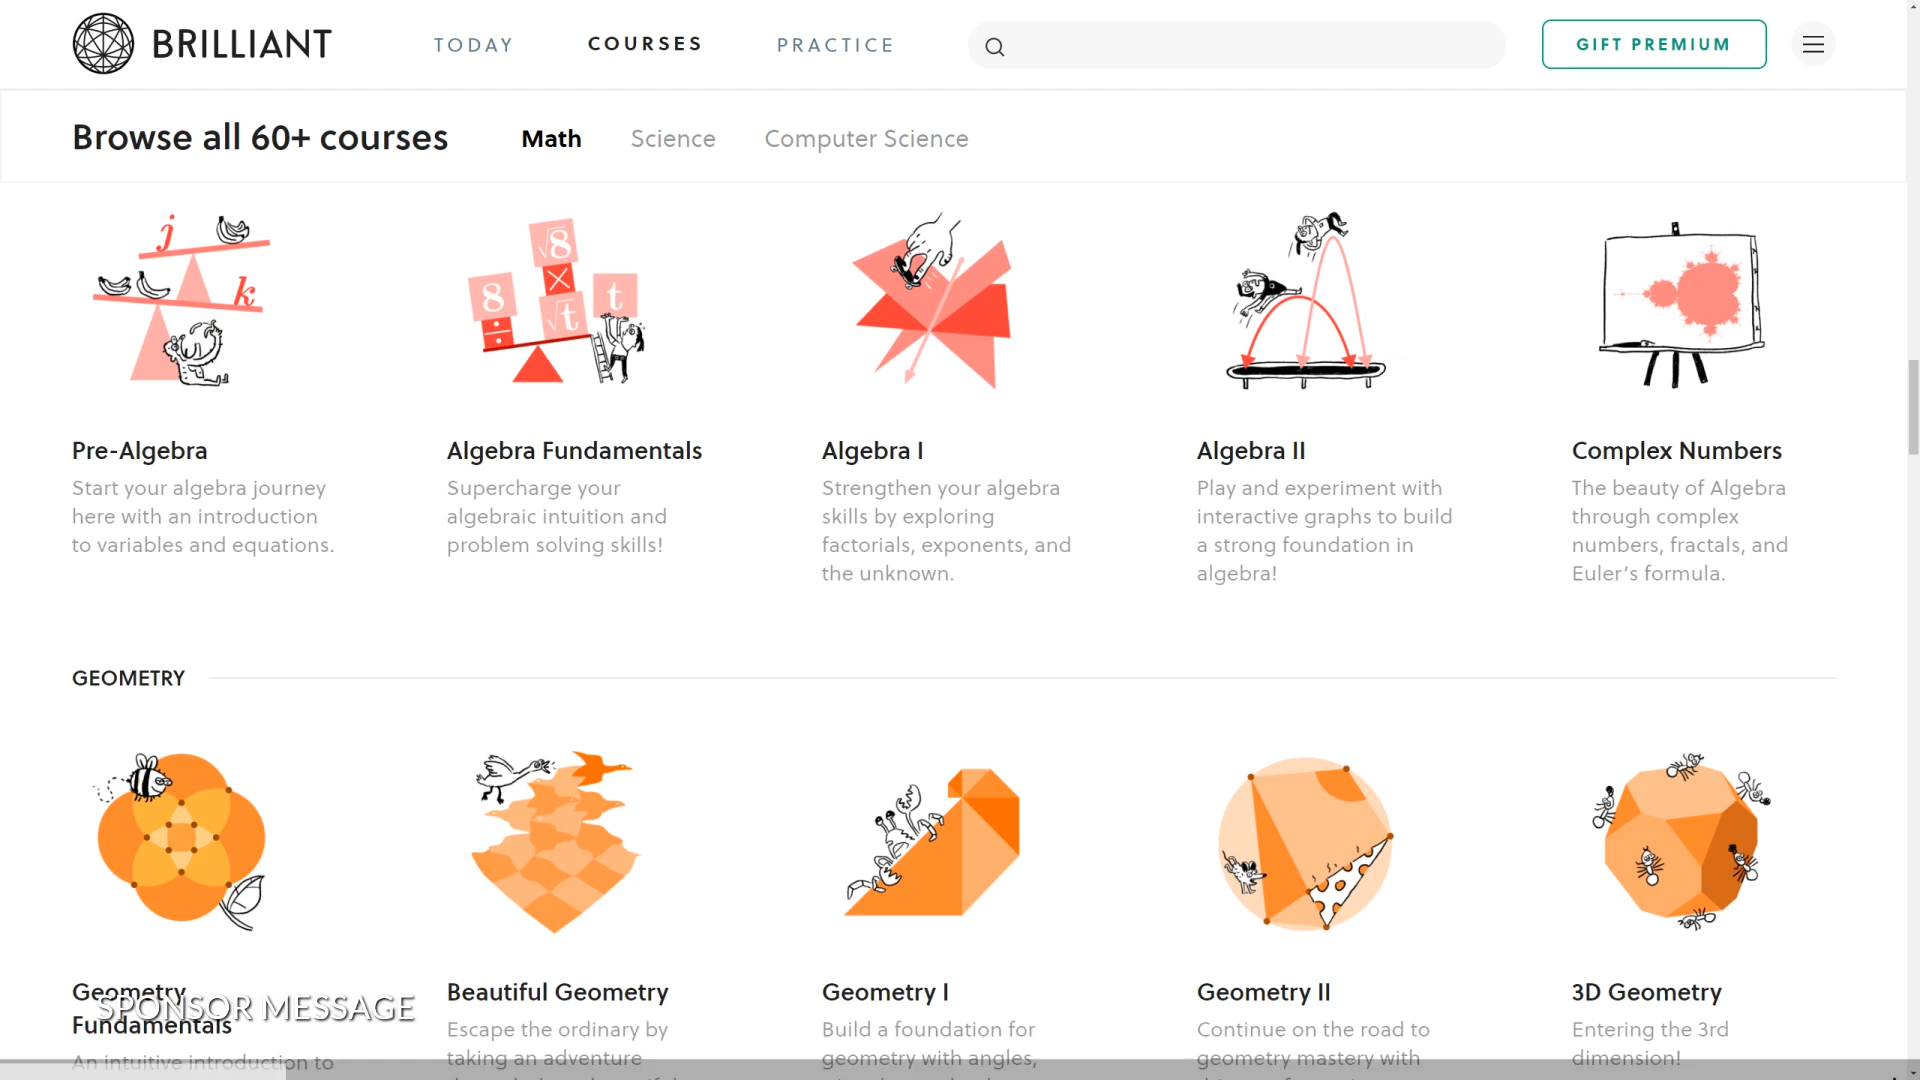 BRILLIANT
TODAY
COURSES
PRACTICE
GIFT PREMIUM
Browse all 60+ courses
Math
Science
Computer Science
j
k
√8
8
×
÷
√t
t
Pre-Algebra
Start your algebra journey
here with an introduction
to variables and equations.
Algebra Fundamentals
Supercharge your
algebraic intuition and
problem solving skills!
Algebra I
Strengthen your algebra
skills by exploring
factorials, exponents, and
the unknown.
Algebra II
Play and experiment with
interactive graphs to build
a strong foundation in
algebra!
Complex Numbers
The beauty of Algebra
through complex
numbers, fractals, and
Euler's formula.
GEOMETRY
Geometry
Fundamentals
An intuitive introduction to
SPONSOR MESSAGE
Beautiful Geometry
Escape the ordinary by
taking an adventure
Geometry I
Build a foundation for
geometry with angles,
Geometry II
Continue on the road to
geometry mastery with
3D Geometry
Entering the 3rd
dimension!